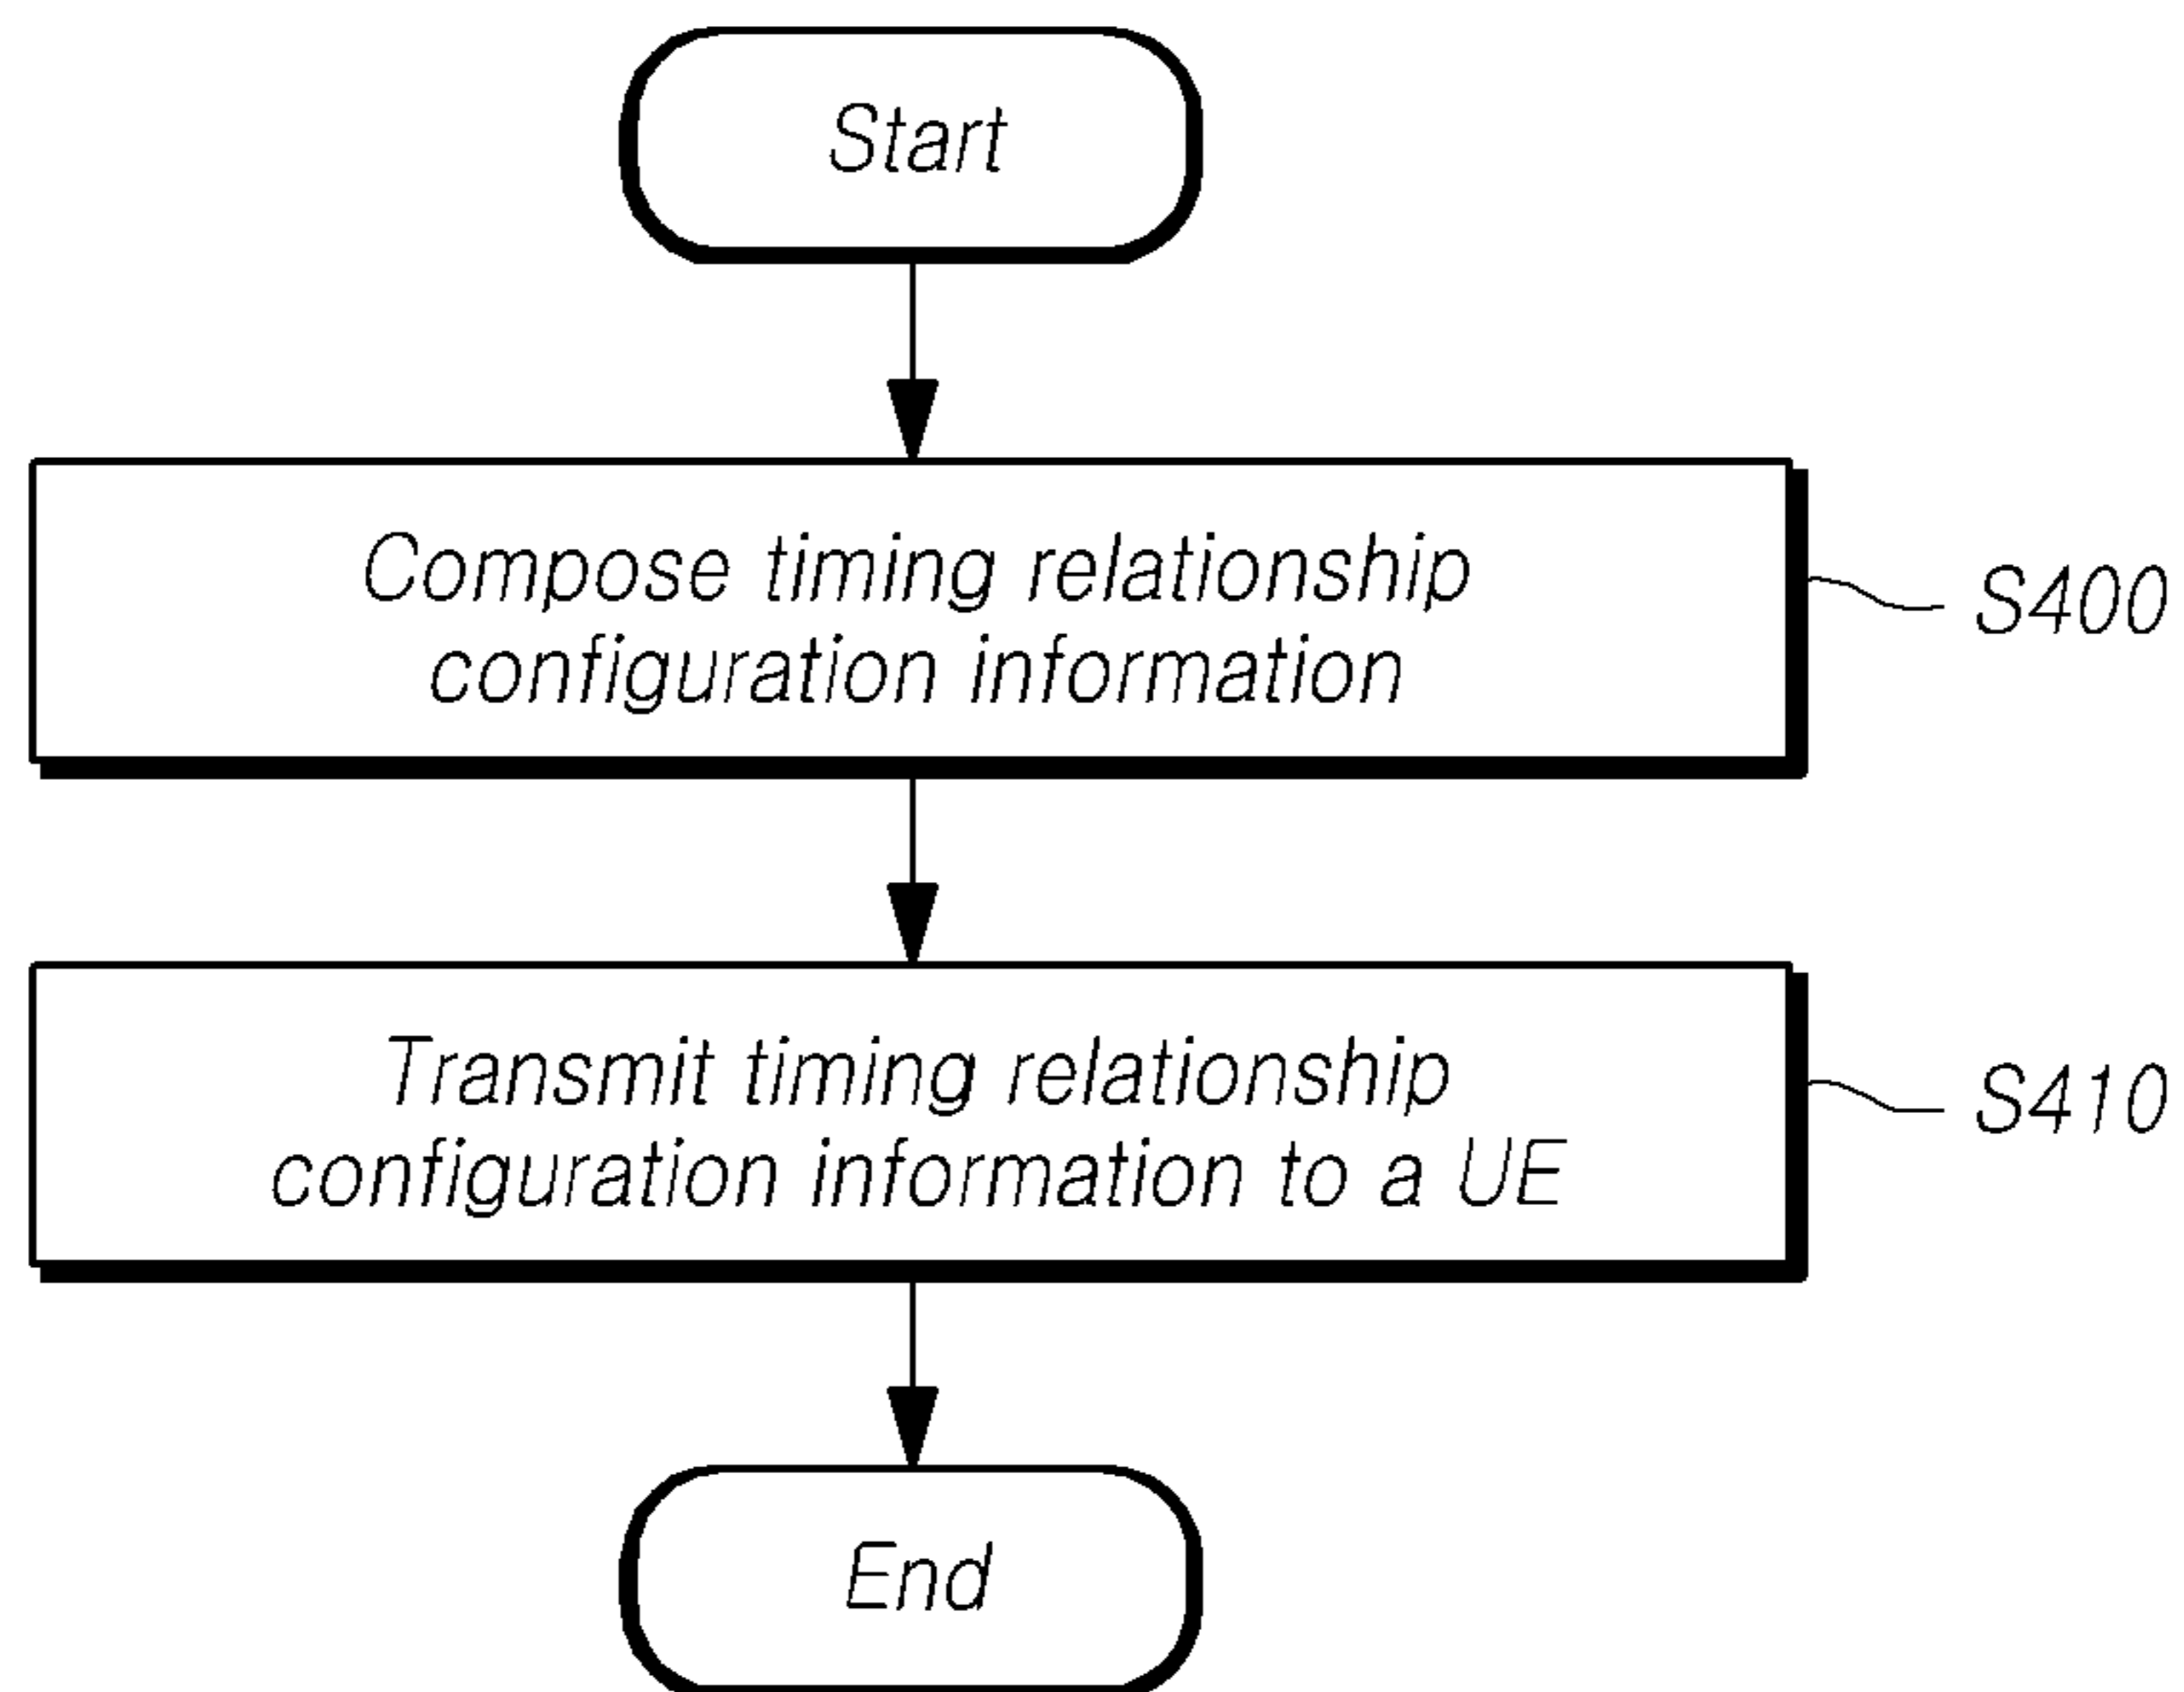 Start
Compose timing relationship
configuration information
S400
Transmit timing relationship
configuration information to a UE
S410
End